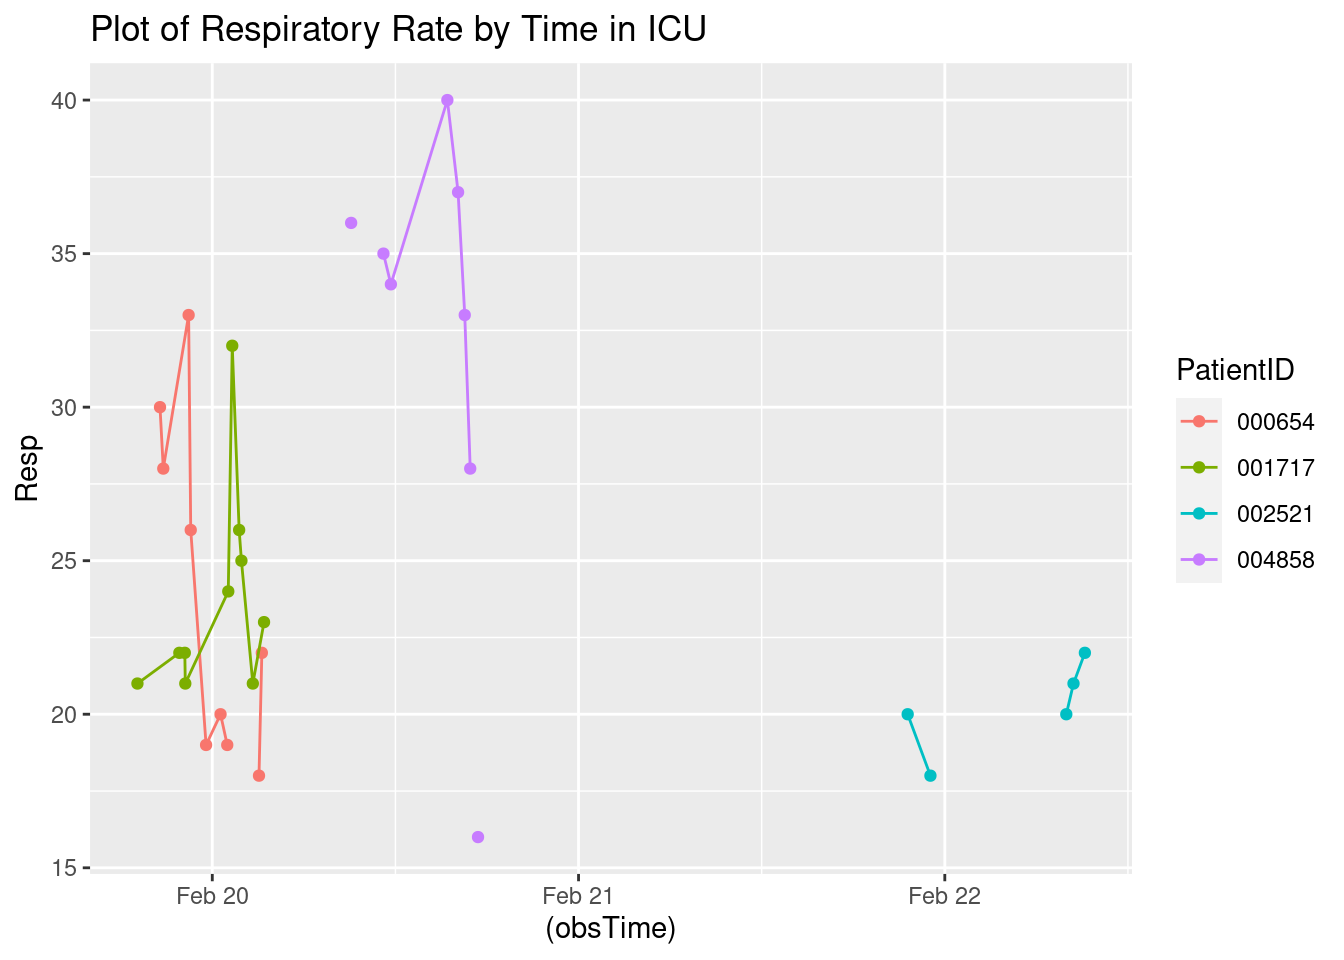 Plot of Respiratory Rate by Time in ICU
40
35
30
25
20
15
Resp
Feb 20
Feb 21
Feb 22
(obsTime)
PatientID
000654
001717
002521
004858